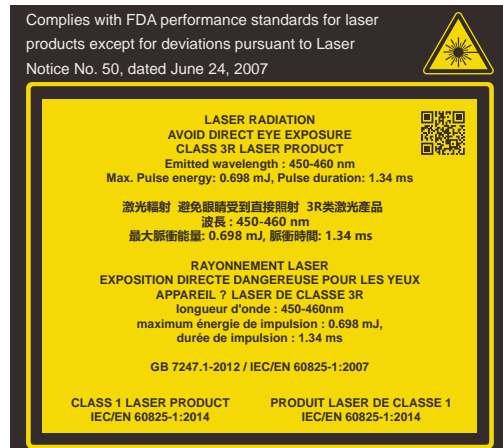 Complies with FDA performance standards for laser
products except for deviations pursuant to Laser
Notice No. 50, dated June 24, 2007
LASER RADIATION
AVOID DIRECT EYE EXPOSURE
CLASS 3R LASER PRODUCT
Emitted wavelength : 450-460 nm
Max. Pulse energy: 0.698 mJ, Pulse duration: 1.34 ms
激光輻射 避免眼睛受到直接照射 3R类激光產品
波長 : 450-460 nm
最大脈衝能量: 0.698 mJ, 脈衝時間: 1.34 ms
RAYONNEMENT LASER
EXPOSITION DIRECTE DANGEREUSE POUR LES YEUX
APPAREIL ? LASER DE CLASSE 3R
longueur d'onde : 450-460nm
maximum énergie de impulsion : 0.698 mJ,
durée de impulsion : 1.34 ms
GB 7247.1-2012 / IEC/EN 60825-1:2007
CLASS 1 LASER PRODUCT
IEC/EN 60825-1:2014
PRODUIT LASER DE CLASSE 1
IEC/EN 60825-1:2014